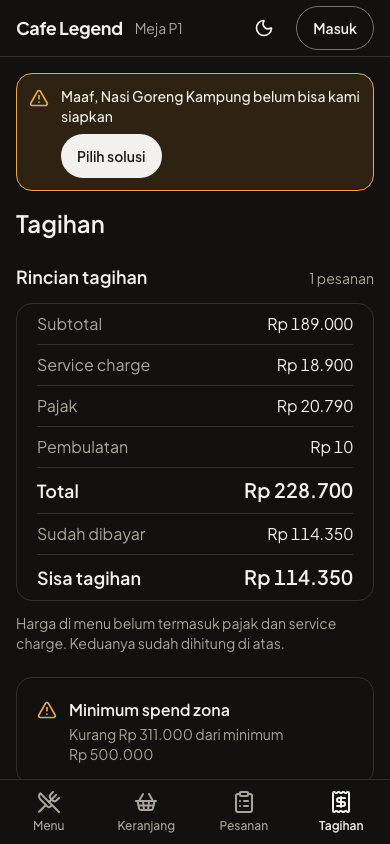 Cafe Legend Meja P1 Masuk
Maaf, Nasi Goreng Kampung belum bisa kami
siapkan
Pilih solusi
Tagihan
Rincian tagihan 1 pesanan
Subtotal Rp 189.000
Service charge Rp 18.900
Pajak Rp 20.790
Pembulatan Rp 10
Total Rp 228.700
Sudah dibayar Rp 114.350
Sisa tagihan Rp 114.350
Harga di menu belum termasuk pajak dan service
charge. Keduanya sudah dihitung di atas.
Minimum spend zona
Kurang Rp 311.000 dari minimum
Rp 500.000
Menu Keranjang Pesanan Tagihan